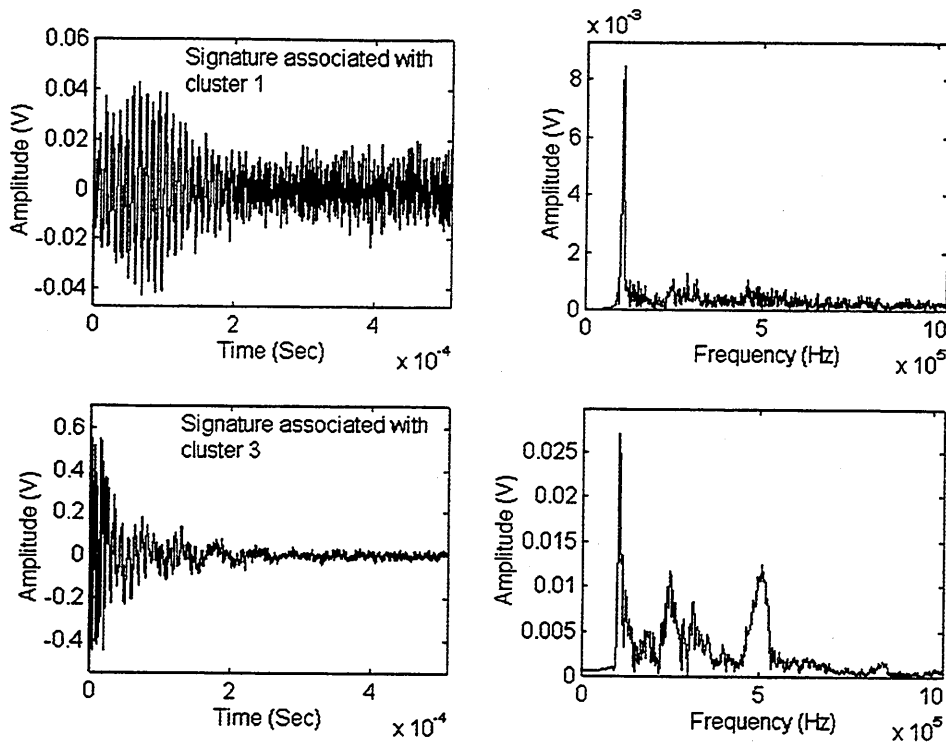 0.06
0.04
0.02
0
-0.02
-0.04
Amplitude (V)
Signature associated with
cluster 1
0
2
4
Time (Sec)
x 10-4
x 10-3
8
6
4
2
0
Amplitude (V)
0
5
10
Frequency (Hz)
x 105
0.6
0.4
0.2
0
-0.2
-0.4
Amplitude (V)
Signature associated with
cluster 3
0
2
4
Time (Sec)
x 10-4
0.025
0.02
0.015
0.01
0.005
0
Amplitude (V)
0
5
10
Frequency (Hz)
x 105